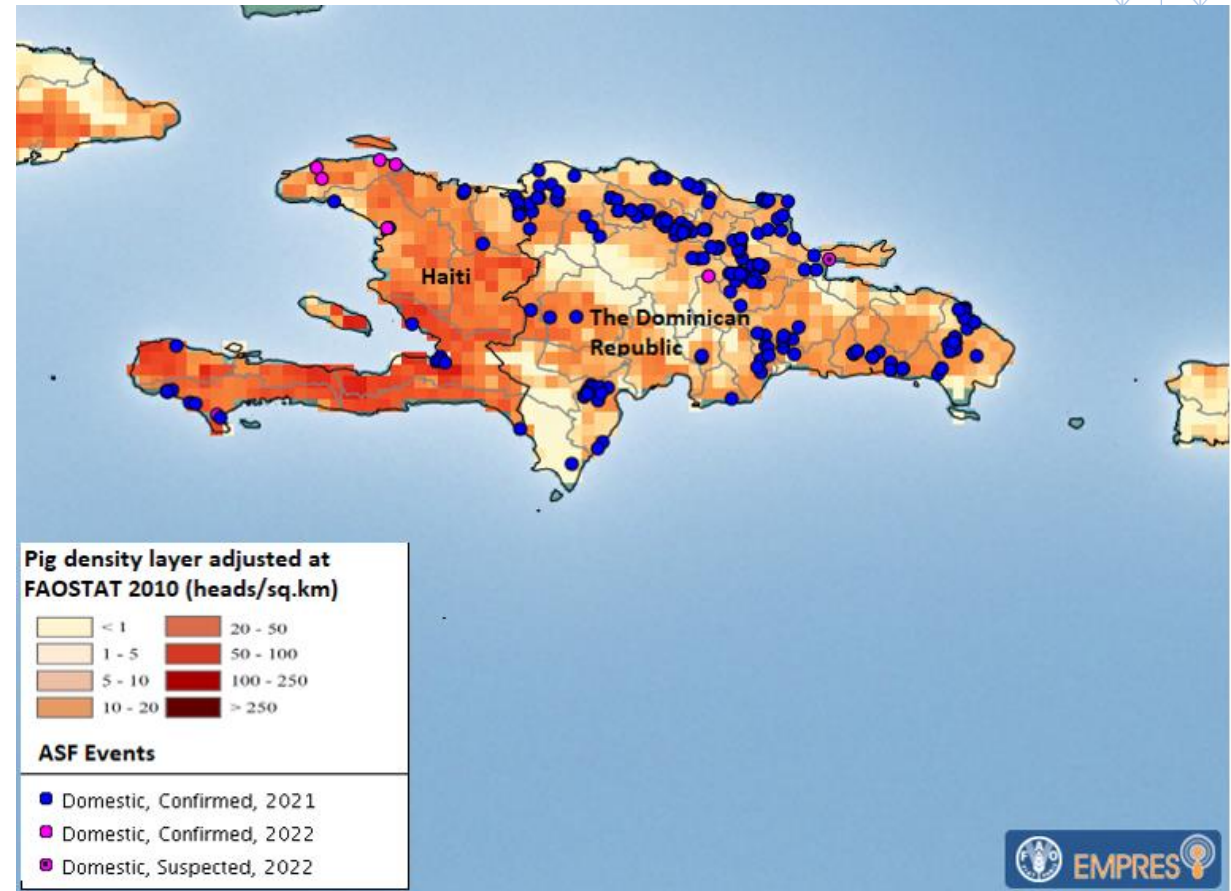 Haiti
The Dominican
Republic
Pig density layer adjusted at
FAOSTAT 2010 (heads/sq.km)
< 1
20 - 50
1 - 5
50 - 100
5 - 10
100 - 250
10 - 20
> 250
ASF Events
Domestic, Confirmed, 2021
Domestic, Confirmed, 2022
Domestic, Suspected, 2022
EMPRES